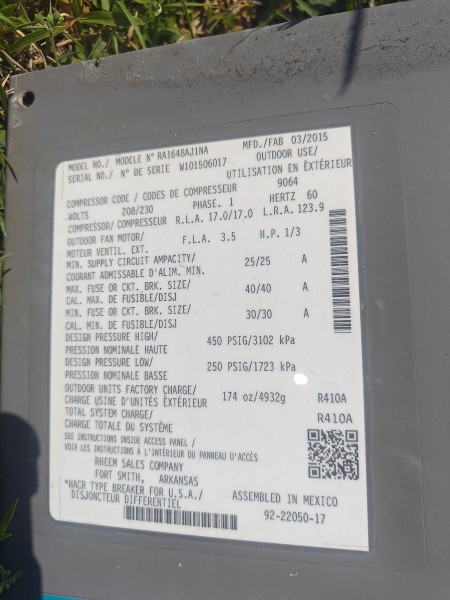 MODEL NO./ MODÈLE N° RA1648AJ1NA MFD./FAB 03/2015
SERIAL NO./ N° DE SÉRIE W101506017 OUTDOOR USE/
UTILISATION EN ÈXTÉRIEUR
COMPRESSOR CODE / CODES DE COMPRESSEUR 9064
VOLTS 208/230 PHASE. 1 HERTZ 60
COMPRESSOR/ COMPRESSEUR R.L.A. 17.0/17.0 L.R.A. 123.9
OUTDOOR FAN MOTOR/ F.L.A. 3.5 H.P. 1/3
MOTEUR VENTIL. EXT.
MIN. SUPPLY CIRCUIT AMPACITY/ 25/25 A
COURANT ADMISSABLE D'ALIM. MIN.
MAX. FUSE OR CKT. BRK. SIZE/ 40/40 A
CAL. MAX. DE FUSIBLE/DISJ
MIN. FUSE OR CKT. BRK. SIZE/ 30/30 A
CAL. MIN. DE FUSIBLE/DISJ
DESIGN PRESSURE HIGH/ 450 PSIG/3102 kPa
PRESSION NOMINALE HAUTE
DESIGN PRESSURE LOW/ 250 PSIG/1723 kPa
PRESSION NOMINALE BASSE
OUTDOOR UNITS FACTORY CHARGE/ 174 oz/4932g R410A
CHARGE USINE D'UNITÉS ÈXTÉRIEUR
TOTAL SYSTEM CHARGE/ R410A
CHARGE TOTALE DU SYSTÈME
SEE INSTRUCTIONS INSIDE ACCESS PANEL /
VOIR LES INSTRUCTIONS À L'INTÉRIEUR DU PANNEAU D'ACCÈS
RHEEM SALES COMPANY
FORT SMITH, ARKANSAS
*HACR TYPE BREAKER FOR U.S.A./ ASSEMBLED IN MEXICO
DISJONCTEUR DIFFERENTIEL 92-22050-17